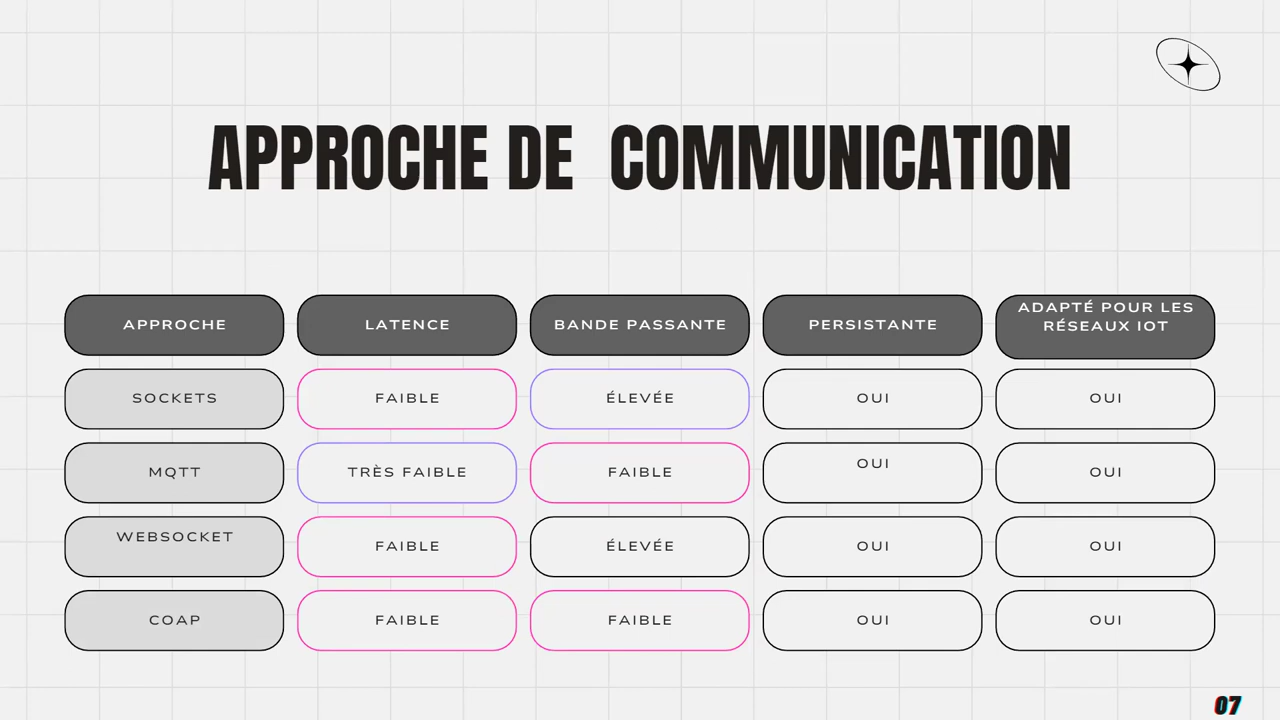 APPROCHE DE COMMUNICATION
APPROCHE LATENCE BANDE PASSANTE PERSISTANTE ADAPTÉ POUR LES
RÉSEAUX IOT
SOCKETS FAIBLE ÉLEVÉE OUI OUI
MQTT TRÈS FAIBLE FAIBLE OUI OUI
WEBSOCKET FAIBLE ÉLEVÉE OUI OUI
COAP FAIBLE FAIBLE OUI OUI
07